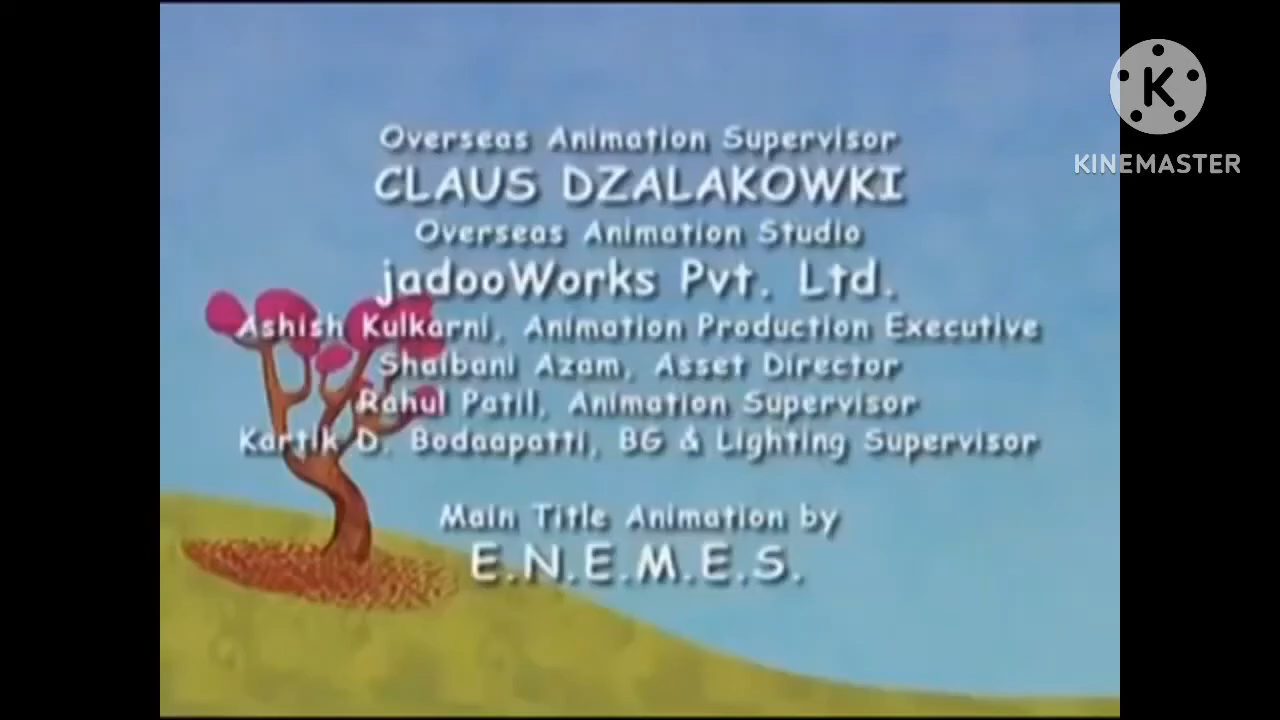 Overseas Animation Supervisor
CLAUS DZALAKOWKI
Overseas Animation Studio
jadooWorks Pvt. Ltd.
Ashish Kulkarni, Animation Production Executive
Shaibani Azam, Asset Director
Rahul Patil, Animation Supervisor
Kartik D. Bodaapatti, BG & Lighting Supervisor
Main Title Animation by
E.N.E.M.E.S.
K
KINEMASTER